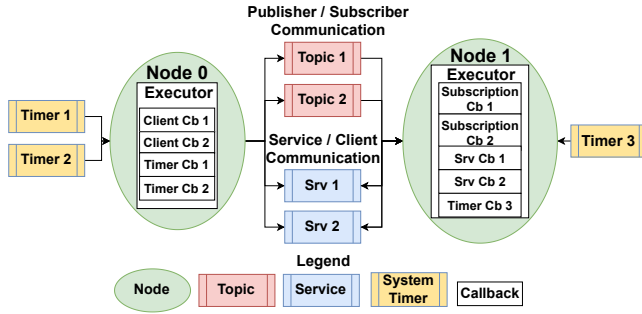 Publisher / Subscriber
Communication
Node 0
Executor
Client Cb 1
Client Cb 2
Timer Cb 1
Timer Cb 2
Timer 1
Timer 2
Topic 1
Topic 2
Service / Client
Communication
Srv 1
Srv 2
Node 1
Executor
Subscription
Cb 1
Subscription
Cb 2
Srv Cb 1
Srv Cb 2
Timer Cb 3
Timer 3
Legend
Node
Topic
Service
System
Timer
Callback